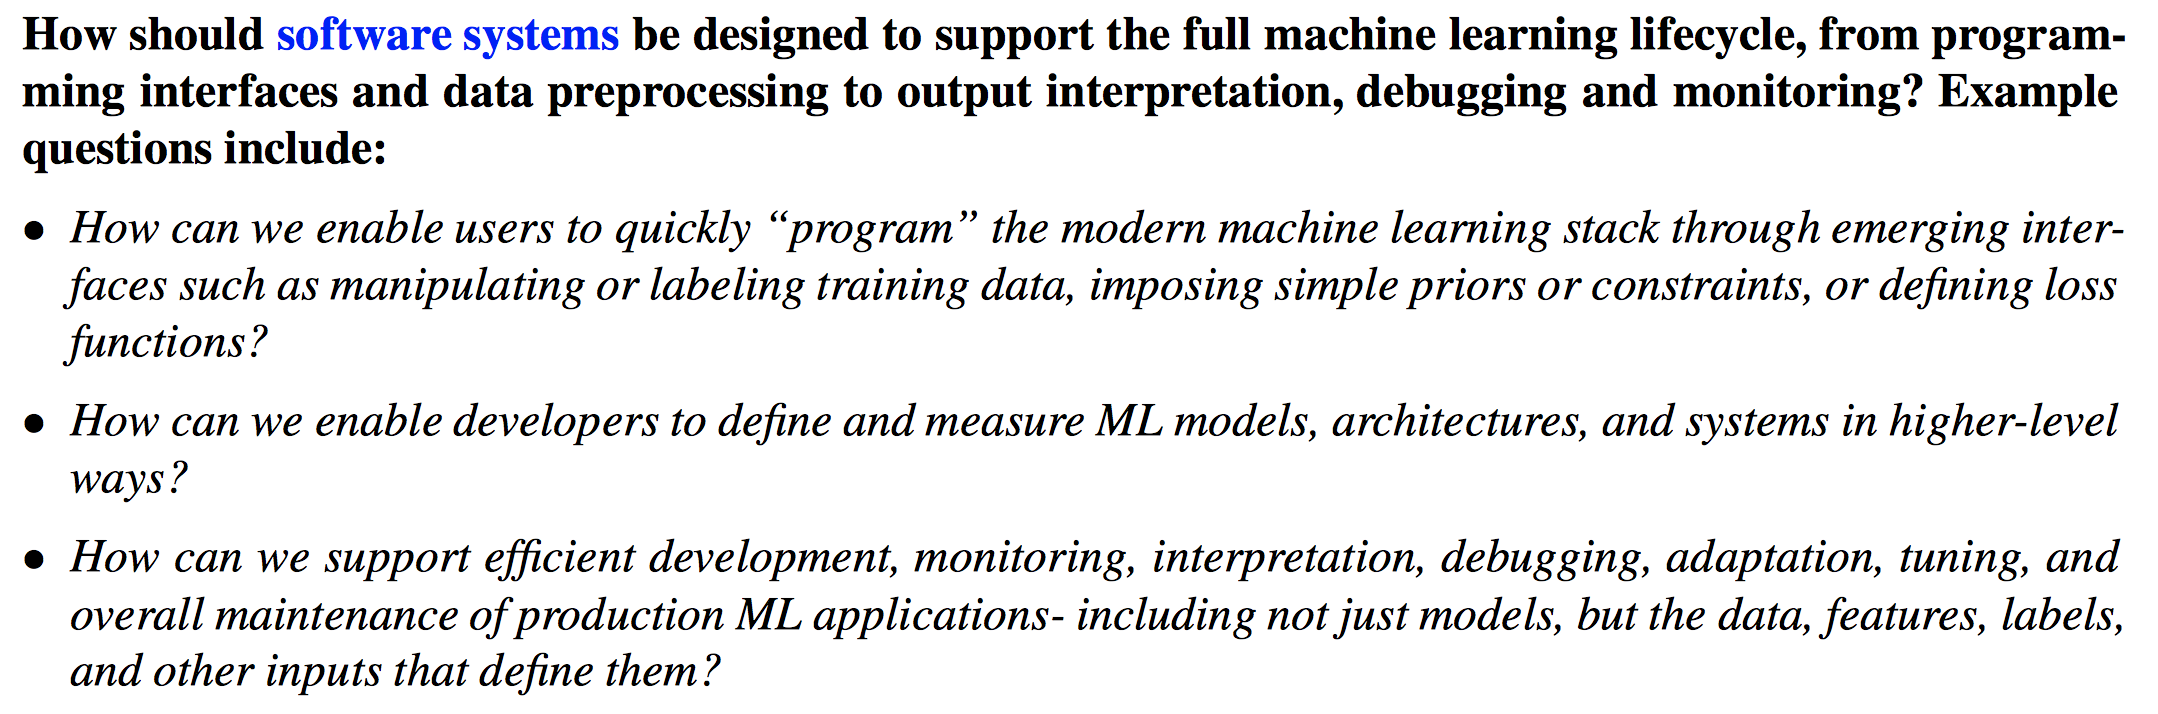 How should software systems be designed to support the full machine learning lifecycle, from program-
ming interfaces and data preprocessing to output interpretation, debugging and monitoring? Example
questions include:
● How can we enable users to quickly “program” the modern machine learning stack through emerging inter-
faces such as manipulating or labeling training data, imposing simple priors or constraints, or defining loss
functions?
● How can we enable developers to define and measure ML models, architectures, and systems in higher-level
ways?
● How can we support efficient development, monitoring, interpretation, debugging, adaptation, tuning, and
overall maintenance of production ML applications- including not just models, but the data, features, labels,
and other inputs that define them?